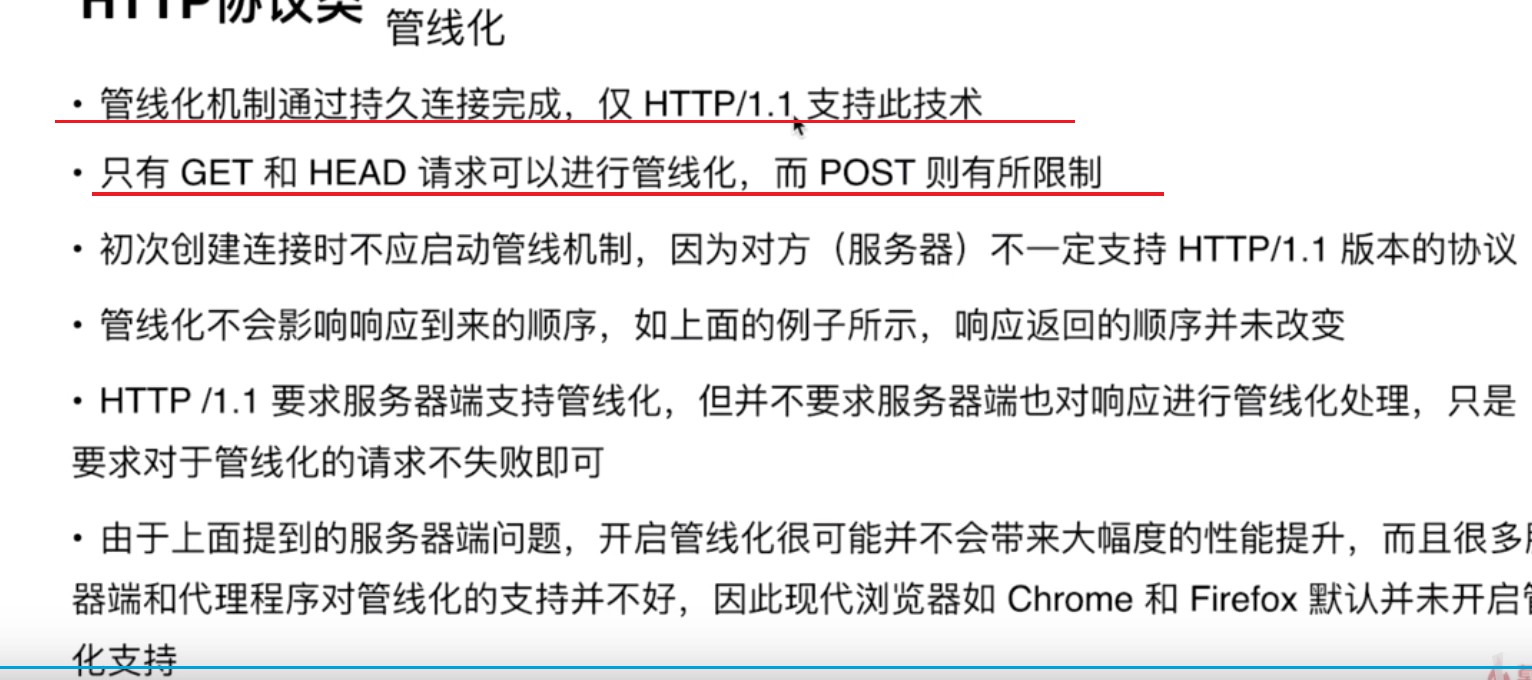 HTTP协议类 管线化
• 管线化机制通过持久连接完成，仅 HTTP/1.1 支持此技术
• 只有 GET 和 HEAD 请求可以进行管线化，而 POST 则有所限制
• 初次创建连接时不应启动管线机制，因为对方（服务器）不一定支持 HTTP/1.1 版本的协议
• 管线化不会影响响应到来的顺序，如上面的例子所示，响应返回的顺序并未改变
• HTTP /1.1 要求服务器端支持管线化，但并不要求服务器端也对响应进行管线化处理，只是
要求对于管线化的请求不失败即可
• 由于上面提到的服务器端问题，开启管线化很可能并不会带来大幅度的性能提升，而且很多
器端和代理程序对管线化的支持并不好，因此现代浏览器如 Chrome 和 Firefox 默认并未开启
化支持